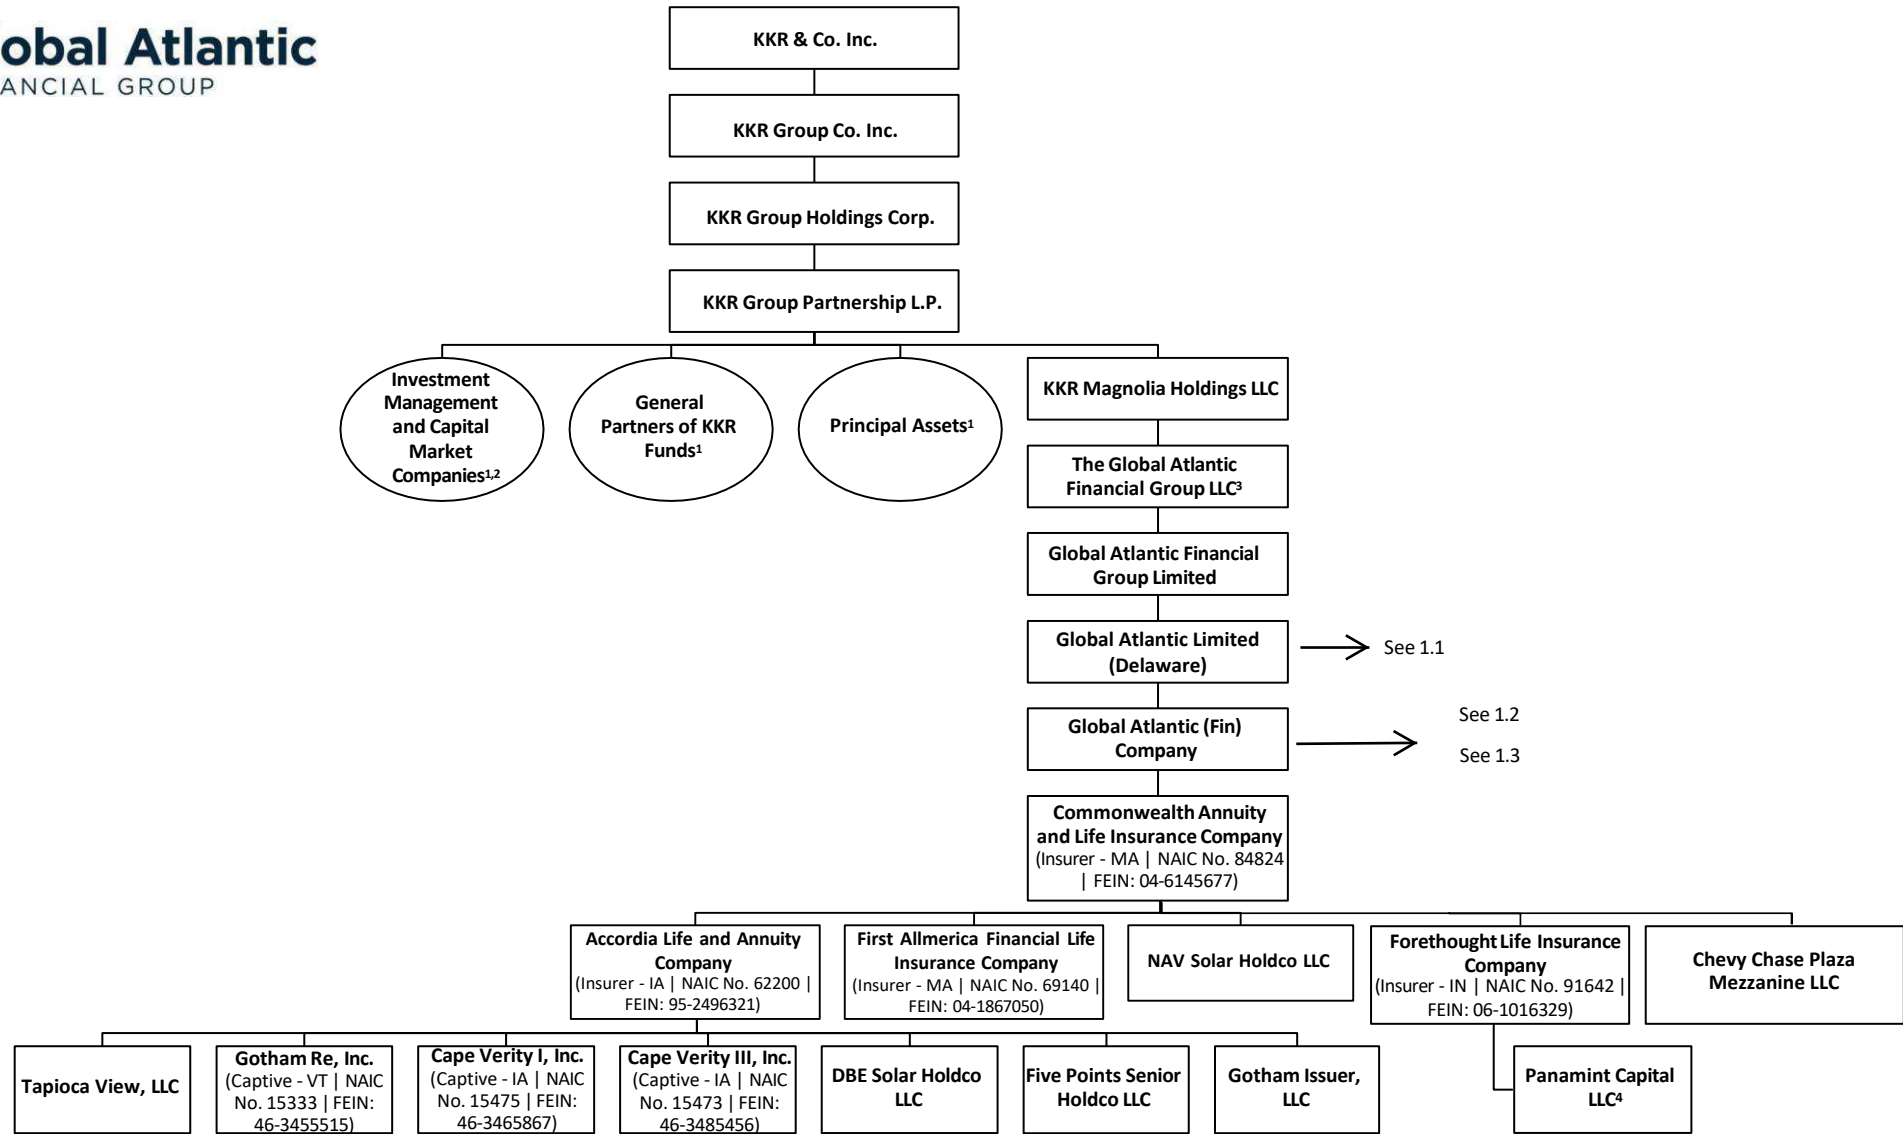 obal Atlantic
ANCIAL GROUP
KKR & Co. Inc.
KKR Group Co. Inc.
KKR Group Holdings Corp.
KKR Group Partnership L.P.
Investment
Management
and Capital
Market
Companies1,2
General
Partners of KKR
Funds1
Principal Assets1
KKR Magnolia Holdings LLC
The Global Atlantic
Financial Group LLC3
Global Atlantic Financial
Group Limited
Global Atlantic Limited
(Delaware)
See 1.1
Global Atlantic (Fin)
Company
See 1.2
See 1.3
Commonwealth Annuity
and Life Insurance Company
(Insurer - MA | NAIC No. 84824
| FEIN: 04-6145677)
Accordia Life and Annuity
Company
(Insurer - IA | NAIC No. 62200 |
FEIN: 95-2496321)
First Allmerica Financial Life
Insurance Company
(Insurer - MA | NAIC No. 69140 |
FEIN: 04-1867050)
NAV Solar Holdco LLC
Forethought Life Insurance
Company
(Insurer - IN | NAIC No. 91642 |
FEIN: 06-1016329)
Chevy Chase Plaza
Mezzanine LLC
Tapioca View, LLC
Gotham Re, Inc.
(Captive - VT | NAIC
No. 15333 | FEIN:
46-3455515)
Cape Verity I, Inc.
(Captive - IA | NAIC
No. 15475 | FEIN:
46-3465867)
Cape Verity III, Inc.
(Captive - IA | NAIC
No. 15473 | FEIN:
46-3485456)
DBE Solar Holdco
LLC
Five Points Senior
Holdco LLC
Gotham Issuer,
LLC
Panamint Capital
LLC4